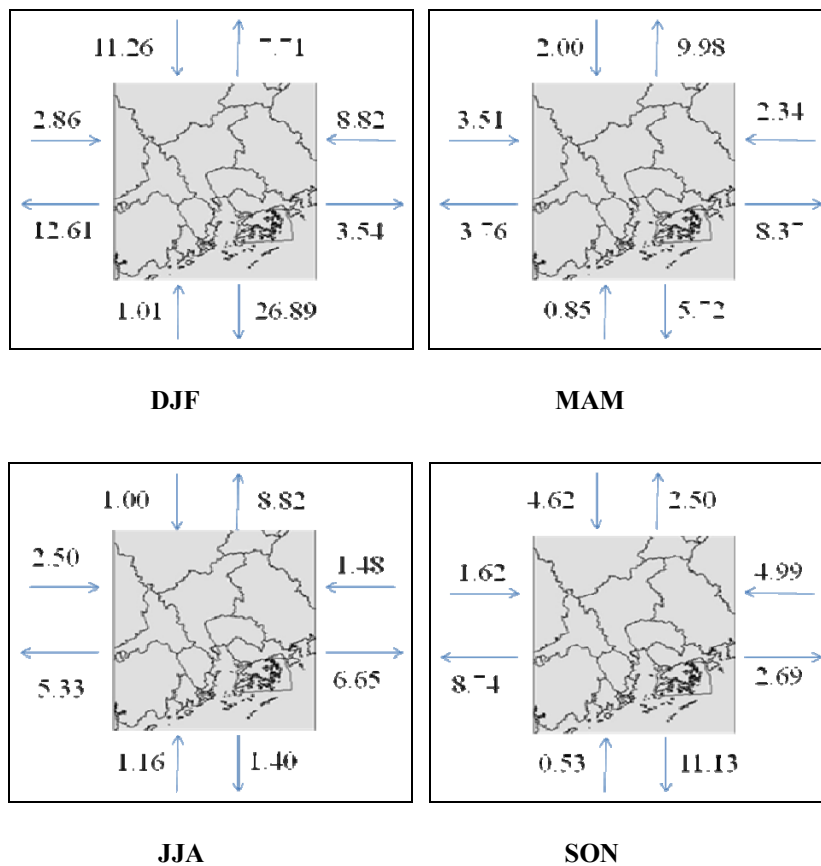 11.26 7.71 2.00 9.98
2.86 8.82 3.51 2.34
12.61 3.54 3.76 8.37
1.01 26.89 0.85 5.72
DJF MAM
1.00 8.82 4.62 2.50
2.50 1.48 1.62 4.99
5.33 6.65 8.74 2.69
1.16 1.40 0.53 11.13
JJA SON